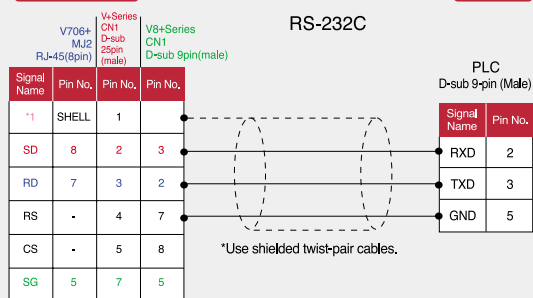 RS-232C
V706+
MJ2
RJ-45(8pin)
V+Series
CN1
D-sub
25pin
(male)
V8+Series
CN1
D-sub 9pin(male)
Signal Name Pin No. Pin No. Pin No.
*1 SHELL 1
SD 8 2 3
RD 7 3 2
RS - 4 7
CS - 5 8
SG 5 7 5
*Use shielded twist-pair cables.
PLC
D-sub 9-pin (Male)
Signal Name Pin No.
RXD 2
TXD 3
GND 5